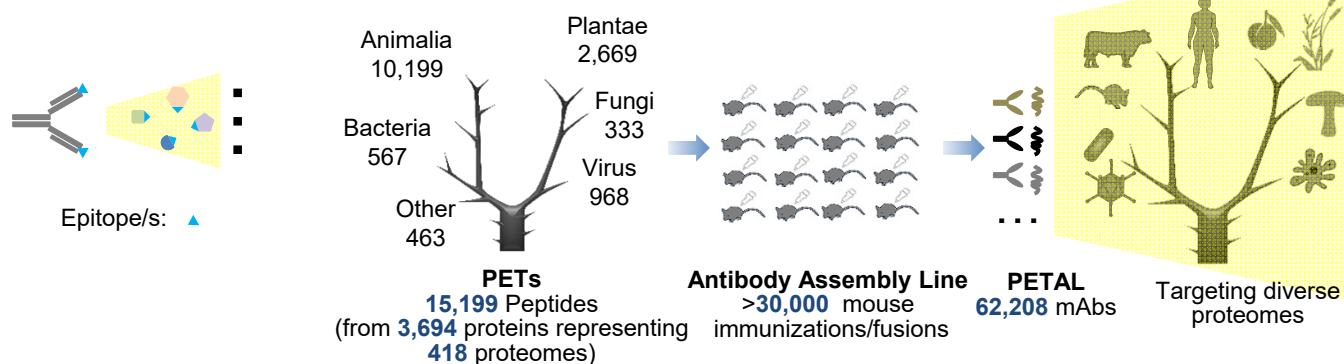 Epitope/s:
Animalia
10,199
Plantae
2,669
Bacteria
567
Fungi
333
Other
463
Virus
968
PETs
15,199 Peptides
(from 3,694 proteins representing
418 proteomes)
Antibody Assembly Line
>30,000 mouse
immunizations/fusions
...
PETAL
62,208 mAbs
Targeting diverse
proteomes